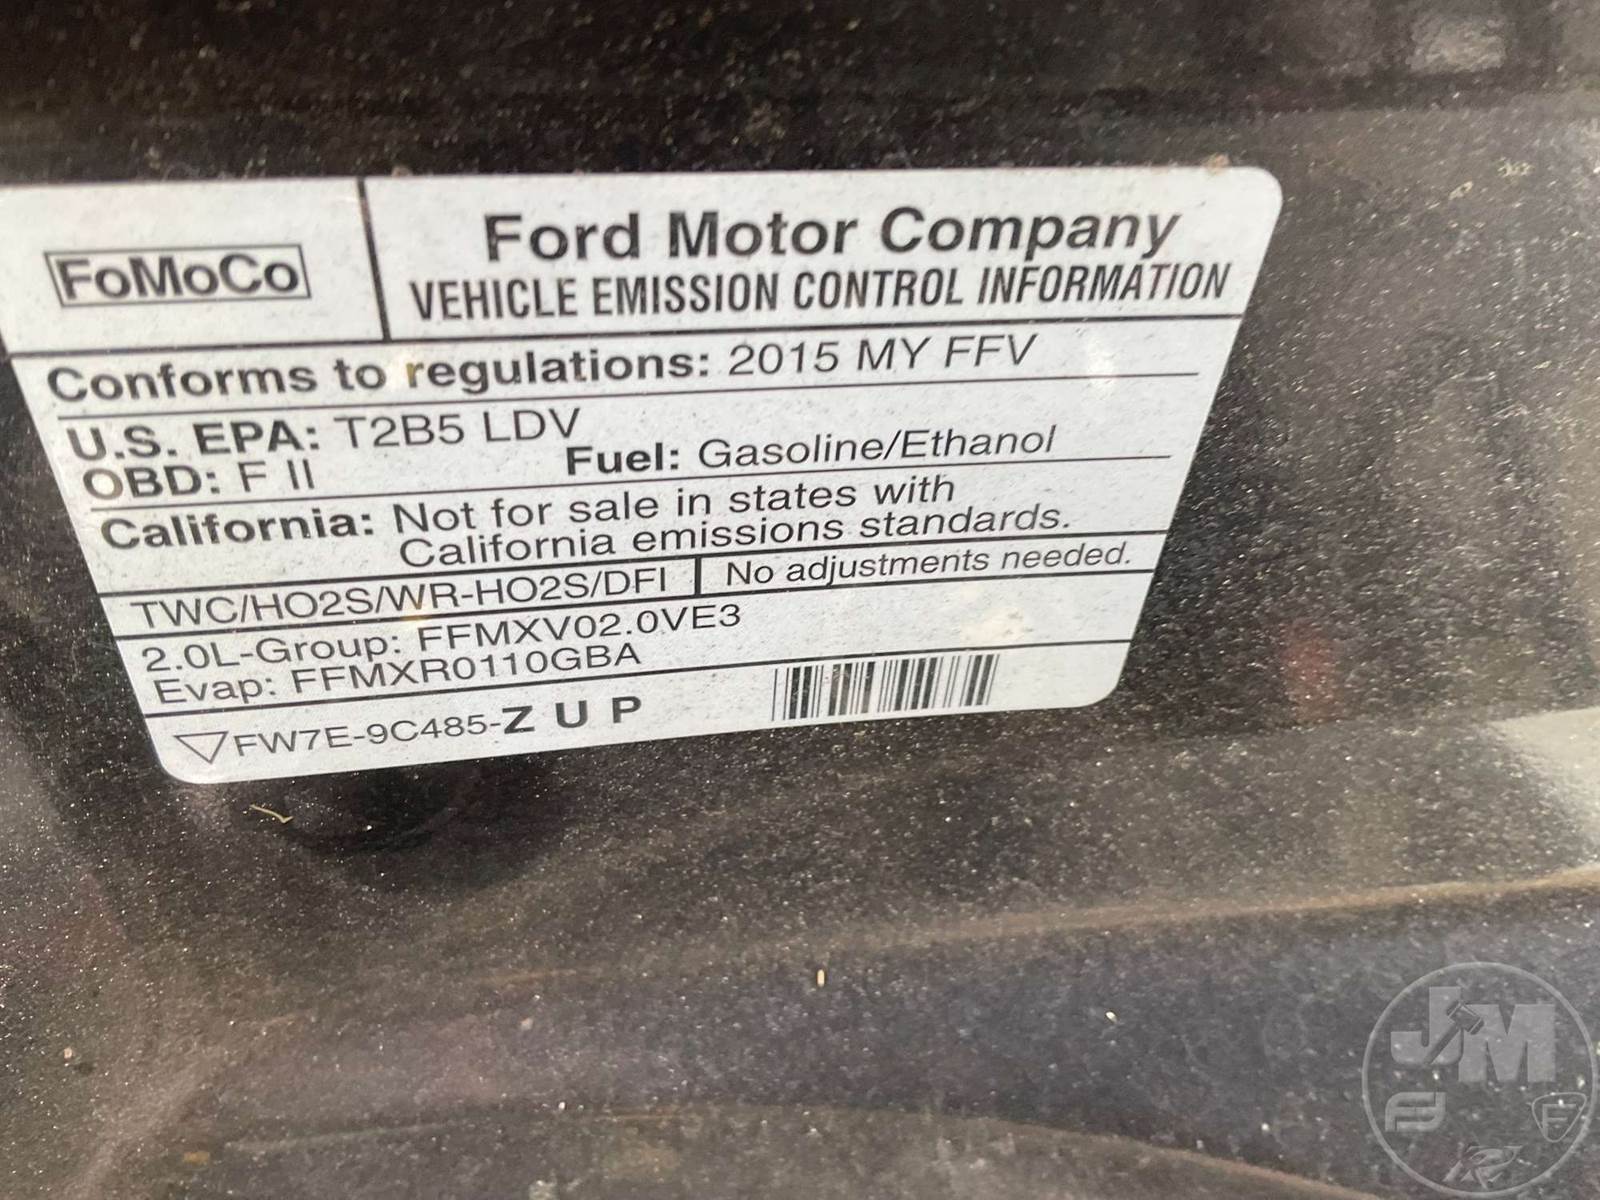 FoMoCo
Ford Motor Company
VEHICLE EMISSION CONTROL INFORMATION
Conforms to regulations: 2015 MY FFV
U.S. EPA: T2B5 LDV
OBD: F II
Fuel: Gasoline/Ethanol
California: Not for sale in states with
California emissions standards.
TWC/HO2S/WR-HO2S/DFI
No adjustments needed.
2.0L-Group: FFMXV02.0VE3
Evap: FFMXR0110GBA
FW7E-9C485-Z U P
JM